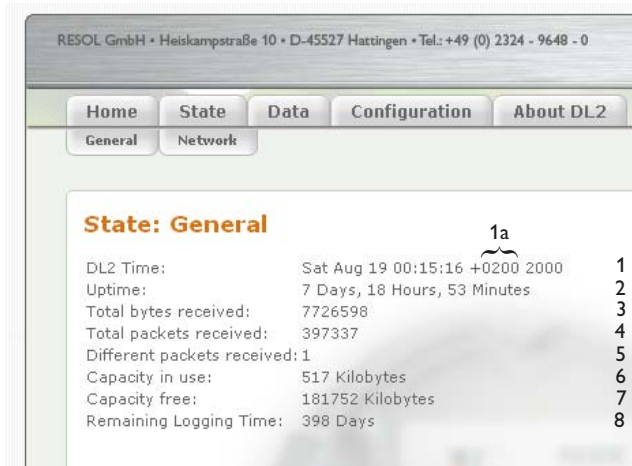 RESOL GmbH • Heiskampstraße 10 • D-45527 Hattingen • Tel.: +49 (0) 2324 - 9648 - 0
Home State Data Configuration About DL2
General Network
State: General
1a
DL2 Time: Sat Aug 19 00:15:16 +0200 2000 1
Uptime: 7 Days, 18 Hours, 53 Minutes 2
Total bytes received: 7726598 3
Total packets received: 397337 4
Different packets received: 1 5
Capacity in use: 517 Kilobytes 6
Capacity free: 181752 Kilobytes 7
Remaining Logging Time: 398 Days 8